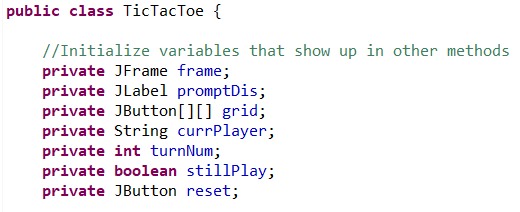 public class TicTacToe {
//Initialize variables that show up in other methods
private JFrame frame;
private JLabel promptDis;
private JButton[][] grid;
private String currPlayer;
private int turnNum;
private boolean stillPlay;
private JButton reset;